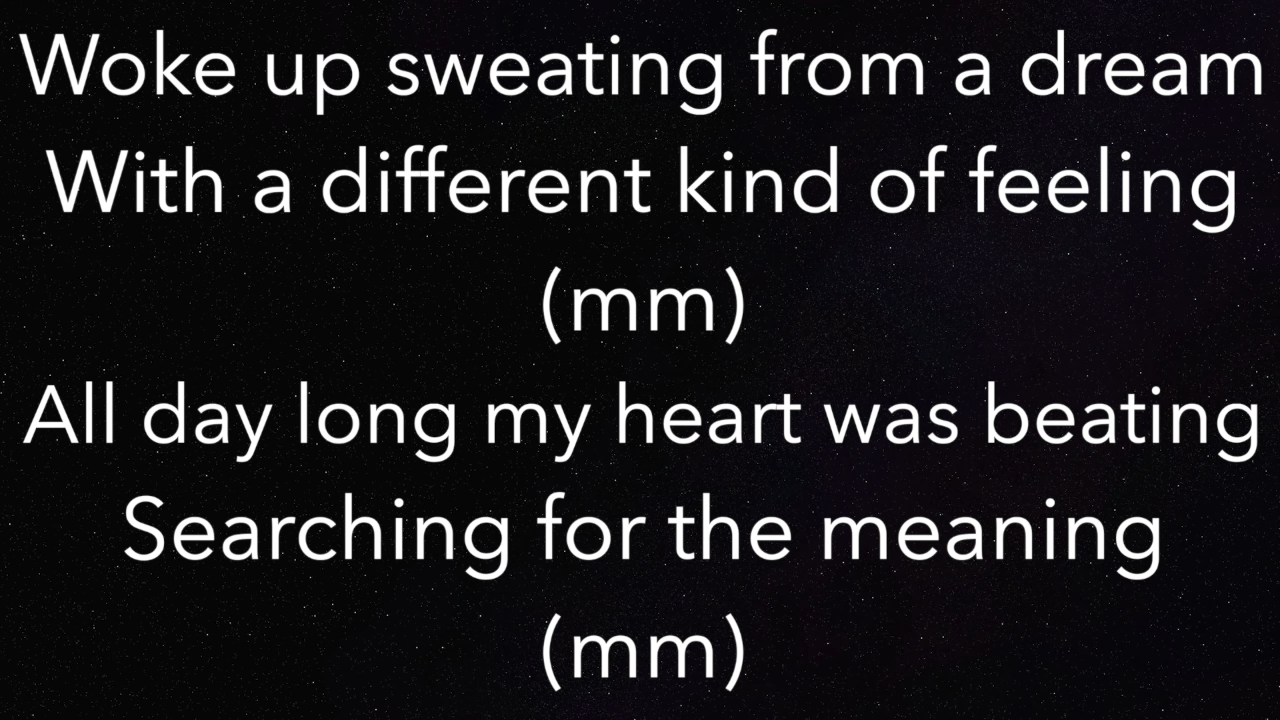 Woke up sweating from a dream
With a different kind of feeling
(mm)
All day long my heart was beating
Searching for the meaning
(mm)